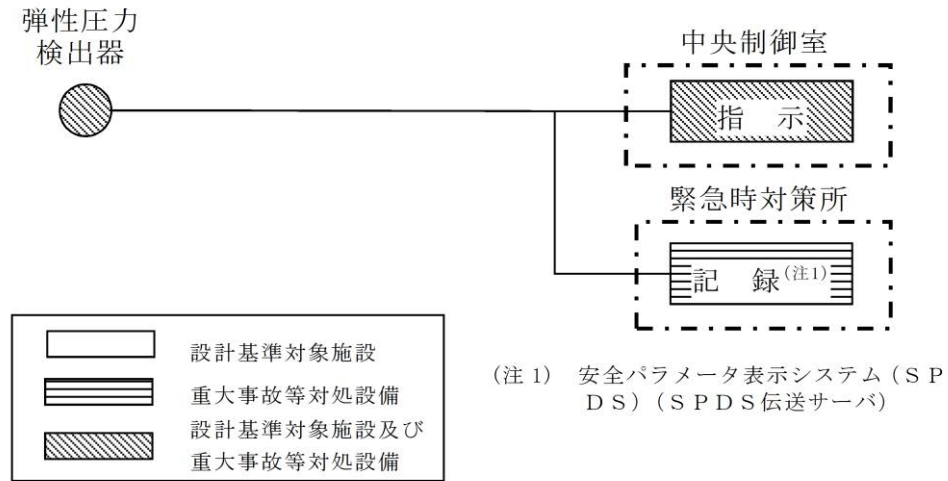 弾性圧力
検出器
中央制御室
指　示
緊急時対策所
記　録(注1)
設計基準対象施設
重大事故等対処設備
設計基準対象施設及び
重大事故等対処設備
(注 1)　安全パラメータ表示システム（ＳＰ
ＤＳ）（ＳＰＤＳ伝送サーバ）